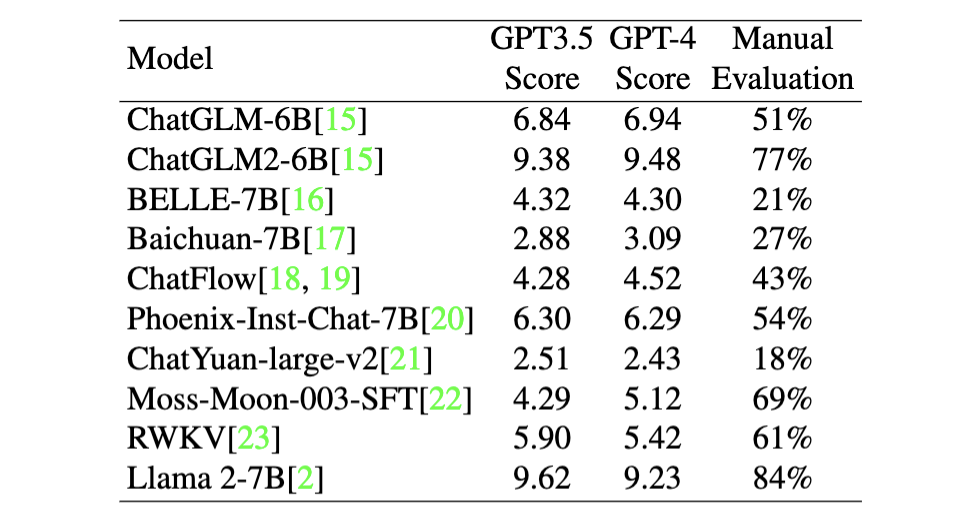 Model GPT3.5 Score GPT-4 Score Manual Evaluation
ChatGLM-6B[15] 6.84 6.94 51%
ChatGLM2-6B[15] 9.38 9.48 77%
BELLE-7B[16] 4.32 4.30 21%
Baichuan-7B[17] 2.88 3.09 27%
ChatFlow[18, 19] 4.28 4.52 43%
Phoenix-Inst-Chat-7B[20] 6.30 6.29 54%
ChatYuan-large-v2[21] 2.51 2.43 18%
Moss-Moon-003-SFT[22] 4.29 5.12 69%
RWKV[23] 5.90 5.42 61%
Llama 2-7B[2] 9.62 9.23 84%